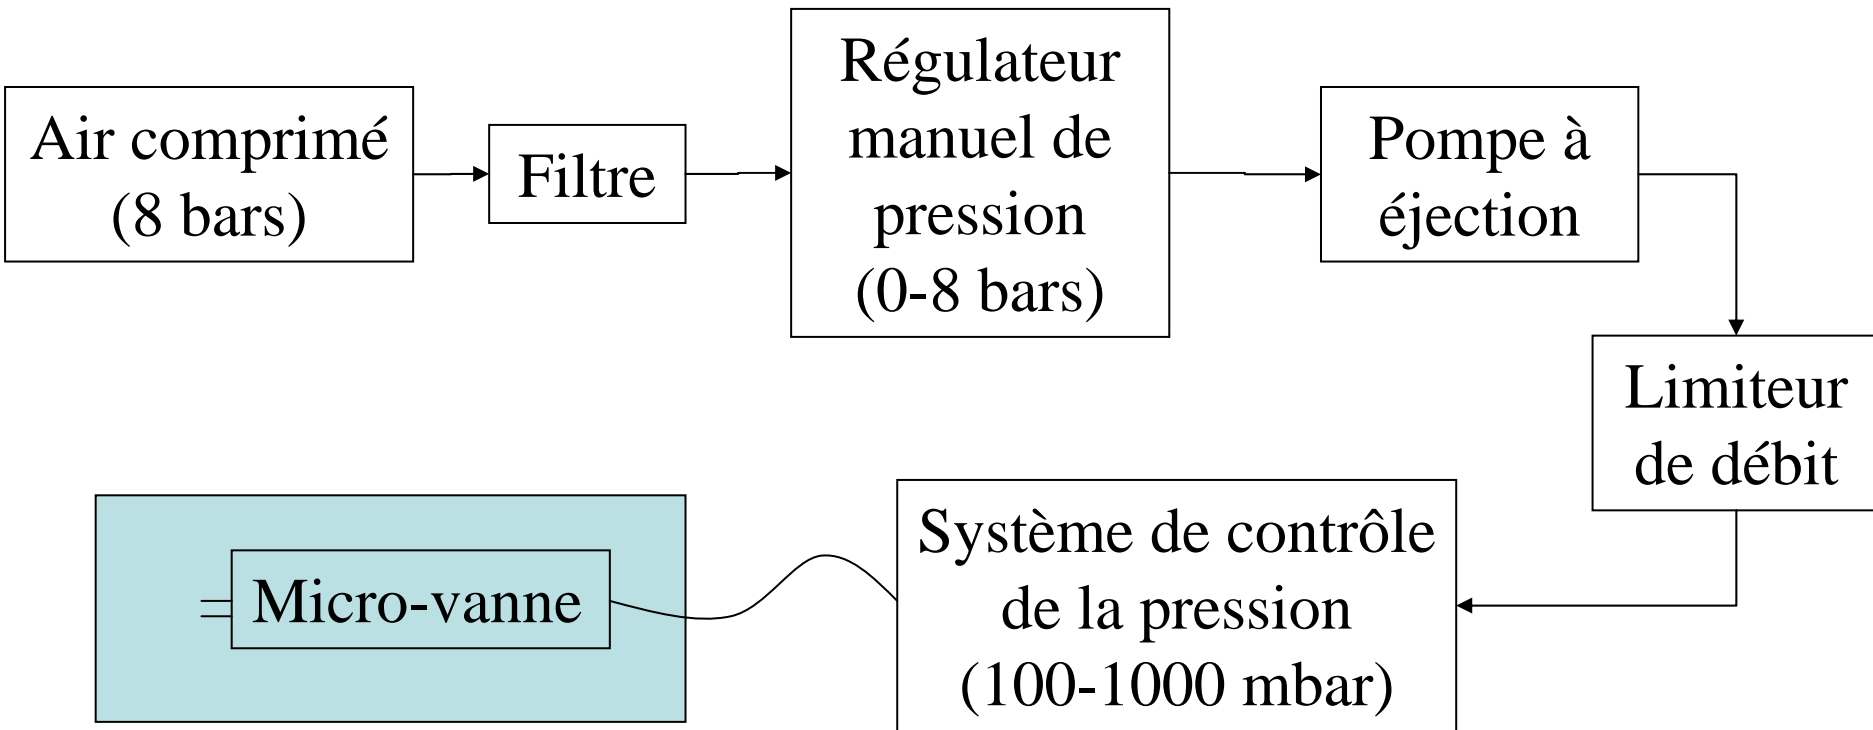 Air comprimé
(8 bars)
Filtre
Régulateur
manuel de
pression
(0-8 bars)
Pompe à
éjection
Limiteur
de débit
Système de contrôle
de la pression
(100-1000 mbar)
Micro-vanne